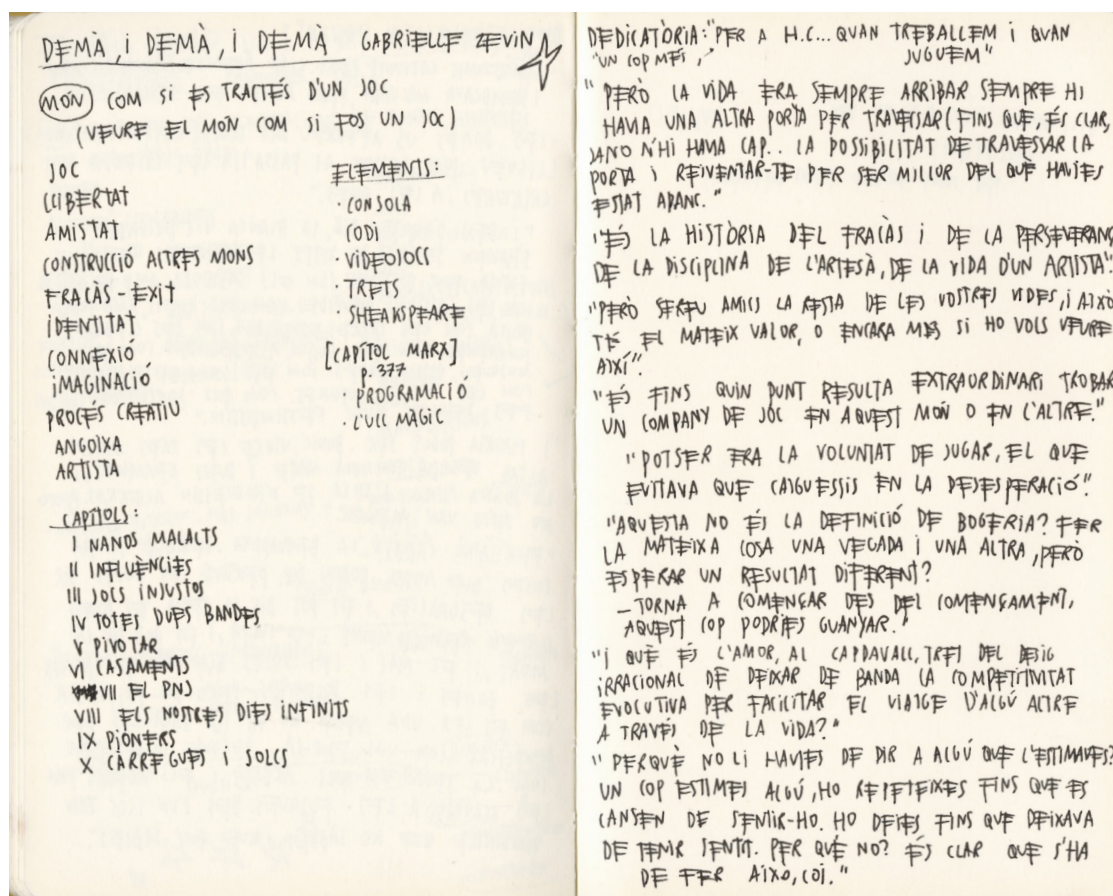 DEMÀ, i DEMÀ, i DEMÀ GABRIELLE ZEVIN
MÓN COM SI ES TRACTÉS D'UN JOC
(VEURE EL MÓN COM SI FOS UN JOC)
JOC
LLIBERTAT
AMISTAT
CONSTRUCCIÓ ALTRES MONS
FRACÀS - ÈXIT
IDENTITAT
CONNEXIÓ
IMAGINACIÓ
PROCÉS CREATIU
ANGOIXA
ARTISTA
ELEMENTS:
· CONSOLA
· CODI
· VIDEOJOCS
· TRETS
· SHEAKSPEARE
[CAPÍTOL MARX]
p. 377
· PROGRAMACIÓ
· L'ULL MÀGIC
CAPÍTOLS:
I NANOS MALALTS
II INFLUÈNCIES
III JOCS INJUSTOS
IV TOTES DUES BANDES
V PIVOTAR
VI CASAMENTS
VII EL PNJ
VIII ELS NOSTRES DIES INFINITS
IX PIONERS
X CÀRREGUES I SOLCS
DEDICATÒRIA: "PER A H.C... QUAN TREBALLEM i QUAN
JUGUEM"
"UN COP MÉS,"
"PERÒ LA VIDA ERA SEMPRE ARRIBAR SEMPRE HI
HAVIA UNA ALTRA PORTA PER TRAVESSAR (FINS QUE, ÉS CLAR,
JA NO N'HI HAVIA CAP... LA POSSIBILITAT DE TRAVESSAR LA
PORTA I REINVENTAR-TE PER SER MILLOR DEL QUÈ HAVIES
ESTAT ABANS."
"ÉS LA HISTÒRIA DEL FRACÀS I DE LA PERSEVERANÇ
DE LA DISCIPLINA DE L'ARTESÀ, DE LA VIDA D'UN ARTISTA".
"PERÒ SEREU AMICS LA RESTA DE LES VOSTRES VIDES, I AIXÒ
TÉ EL MATEIX VALOR, O ENCARA MÉS SI HO VOLS VEURE
AIXÍ".
"ÉS FINS QUIN PUNT RESULTA EXTRAORDINARI TROBAR
UN COMPANY DE JOC EN AQUEST MÓN O EN L'ALTRE."
"POTSER ERA LA VOLUNTAT DE JUGAR, EL QUE
EVITAVA QUE CAIGUESSIS EN LA DESESPERACIÓ".
"AQUESTA NO ÉS LA DEFINICIÓ DE BOGERIA? FER
LA MATEIXA COSA UNA VEGADA I UNA ALTRA, PERÒ
ESPERAR UN RESULTAT DIFERENT?
_ TORNA A COMENÇAR DES DEL COMENÇAMENT,
AQUEST COP PODRIES GUANYAR."
"I QUÈ ÉS L'AMOR, AL CAPDAVALL, TRET DEL DESIG
IRRACIONAL DE DEIXAR DE BANDA LA COMPETITIVITAT
EVOLUTIVA PER FACILITAR EL VIATGE D'ALGÚ ALTRE
A TRAVÉS DE LA VIDA?"
"PERQUÈ NO LI HAVIES DE DIR A ALGÚ QUE L'ESTIMAVES?
UN COP ESTIMES ALGÚ, HO REPETEIXES FINS QUE ES
CANSEN DE SENTIR-HO. HO DEIES FINS QUE DEIXAVA
DE TENIR SENTIT. PER QUÈ NO? ÉS CLAR QUE S'HA
DE FER AIXÒ, COI."